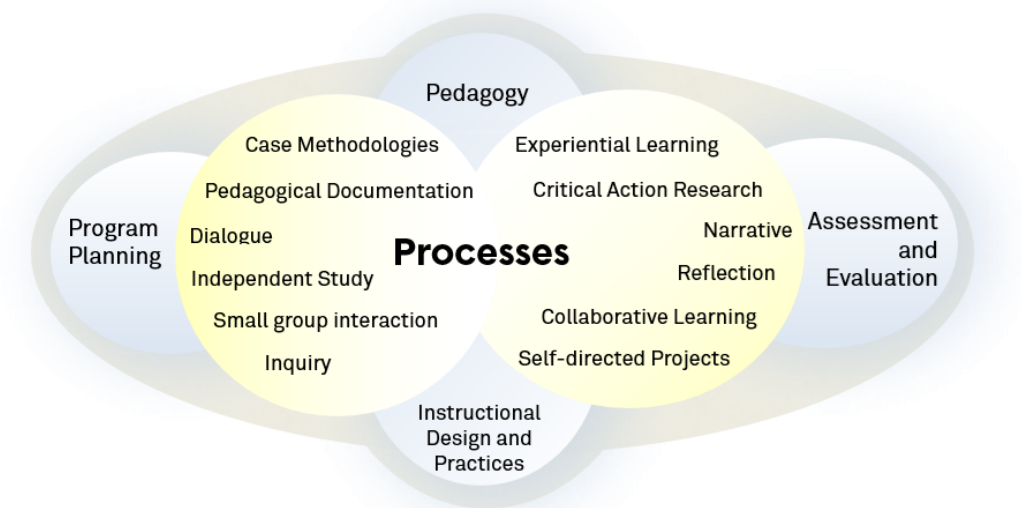 Pedagogy
Case Methodologies
Experiential Learning
Pedagogical Documentation
Critical Action Research
Program
Planning
Dialogue
Processes
Narrative
Assessment
and
Evaluation
Independent Study
Reflection
Small group interaction
Collaborative Learning
Inquiry
Self-directed Projects
Instructional
Design and
Practices